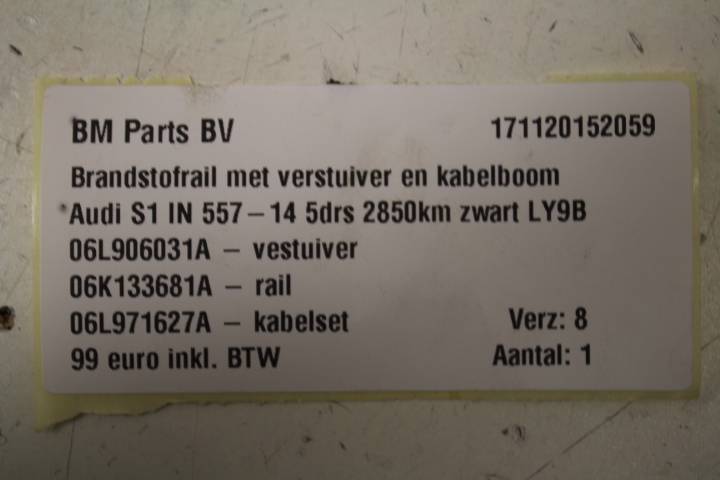 BM Parts BV 171120152059
Brandstofrail met verstuiver en kabelboom
Audi S1 IN 557 – 14 5drs 2850km zwart LY9B
06L906031A – vestuiver
06K133681A – rail
06L971627A – kabelset Verz: 8
99 euro inkl. BTW Aantal: 1